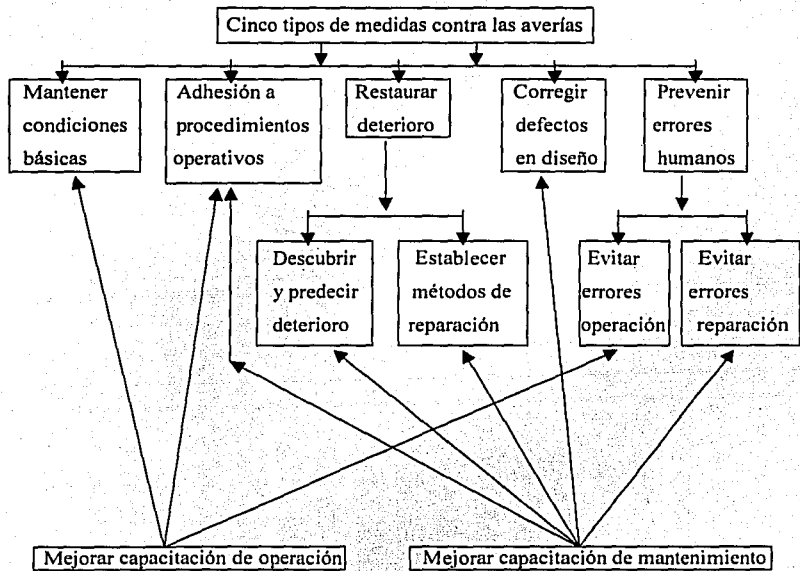 Cinco tipos de medidas contra las averías
Mantener
condiciones
básicas
Adhesión a
procedimientos
operativos
Restaurar
deterioro
Corregir
defectos
en diseño
Prevenir
errores
humanos
Descubrir
y predecir
deterioro
Establecer
métodos de
reparación
Evitar
errores
operación
Evitar
errores
reparación
Mejorar capacitación de operación
Mejorar capacitación de mantenimiento